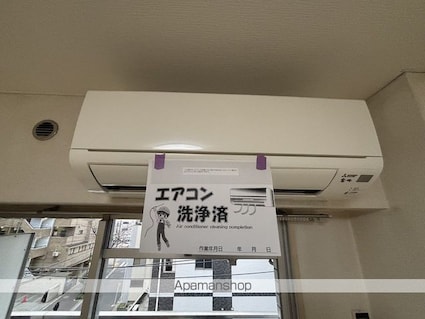 エアコン
洗浄済
Air conditioner cleaning completion
作業年月日 年 月 日
Apamanshop